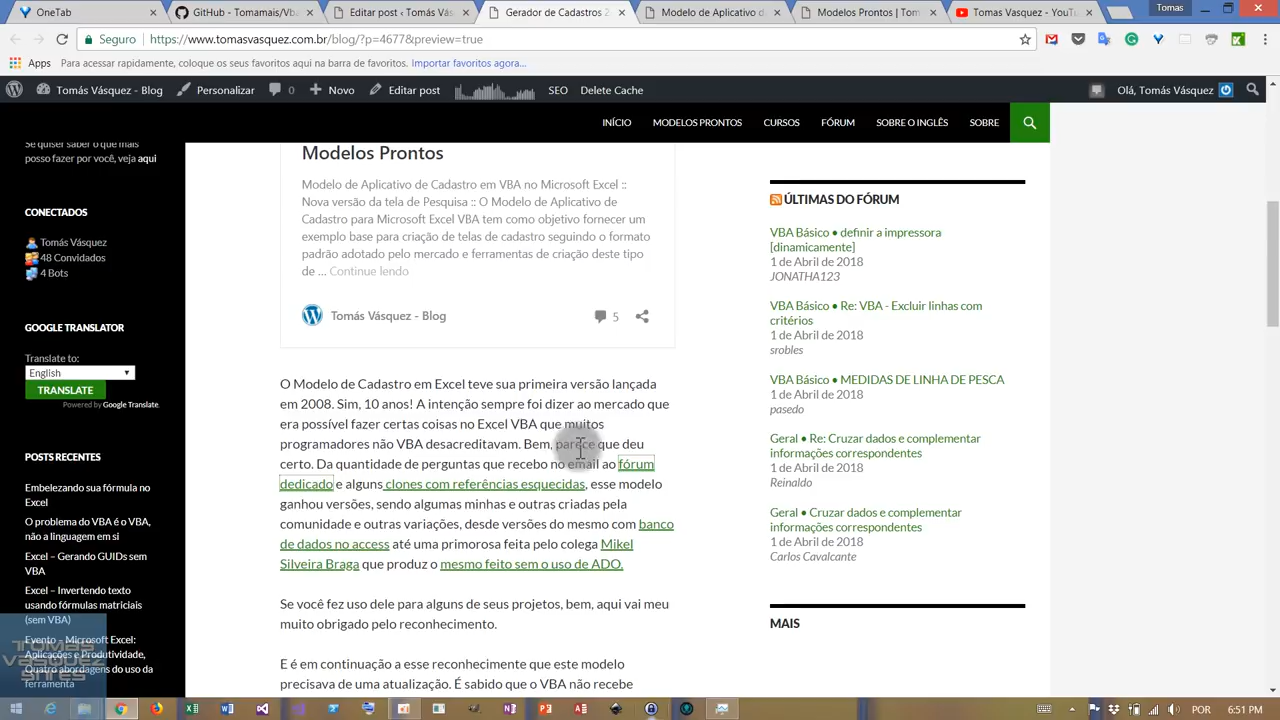 OneTab
GitHub - Tomas
Modelos Prontos
Gerador de Cadastros 2
Modelo de Aplicativo d
Modelos Prontos |
Tomas Vasquez - YouT
Tomas
Seguro
https://www.tomasvasquez.com.br/blog/?p=4677&preview=true
Apps
Para acessar rapidamente, coloque os seus favoritos aqui na barra de favoritos. Importar favoritos agora...
Tomás Vásquez - Blog
Personalizar
0
Novo
Editar post
SEO
Delete Cache
Olá, Tomás Vásquez
INÍCIO
MODELOS PRONTOS
CURSOS
FÓRUM
SOBRE O INGLÊS
SOBRE
Se quiser saber o que mais
posso fazer por você, veja aqui
CONECTADOS
Tomás Vásquez
48 Convidados
4 Bots
GOOGLE TRANSLATOR
Translate to:
English
TRANSLATE
Powered by Google Translate.
POSTS RECENTES
Embelezando sua fórmula no
Excel
O problema do VBA é o VBA,
não a linguagem em si
Excel – Gerando GUIDs sem
VBA
Excel – Invertendo texto
usando fórmulas matriciais
(sem VBA)
Evento – Microsoft Excel:
Aplicações e Produtividade,
Quatro abordagens do uso da
ferramenta
TOMAS
VASQUEZ
SITES
Modelos Prontos
Modelo de Aplicativo de Cadastro em VBA no Microsoft Excel ::
Nova versão da tela de Pesquisa :: O Modelo de Aplicativo de
Cadastro para Microsoft Excel VBA tem como objetivo fornecer um
exemplo base para criação de telas de cadastro seguindo o formato
padrão adotado pelo mercado e ferramentas de criação deste tipo
de ... Continue lendo
Tomás Vásquez - Blog
5
O Modelo de Cadastro em Excel teve sua primeira versão lançada
em 2008. Sim, 10 anos! A intenção sempre foi dizer ao mercado que
era possível fazer certas coisas no Excel VBA que muitos
programadores não VBA desacreditavam. Bem, parece que deu
certo. Da quantidade de perguntas que recebo no email ao fórum
dedicado e alguns clones com referências esquecidas, esse modelo
ganhou versões, sendo algumas minhas e outras criadas pela
comunidade e outras variações, desde versões do mesmo com banco
de dados no access até uma primorosa feita pelo colega Mikel
Silveira Braga que produz o mesmo feito sem o uso de ADO.
Se você fez uso dele para alguns de seus projetos, bem, aqui vai meu
muito obrigado pelo reconhecimento.
E é em continuação a esse reconhecimento que este modelo
precisava de uma atualização. É sabido que o VBA não recebe
ÚLTIMAS DO FÓRUM
VBA Básico • definir a impressora
[dinamicamente]
1 de Abril de 2018
JONATHA123
VBA Básico • Re: VBA - Excluir linhas com
critérios
1 de Abril de 2018
srobles
VBA Básico • MEDIDAS DE LINHA DE PESCA
1 de Abril de 2018
pasedo
Geral • Re: Cruzar dados e complementar
informações correspondentes
1 de Abril de 2018
Reinaldo
Geral • Cruzar dados e complementar
informações correspondentes
1 de Abril de 2018
Carlos Cavalcante
MAIS
POR
6:51 PM